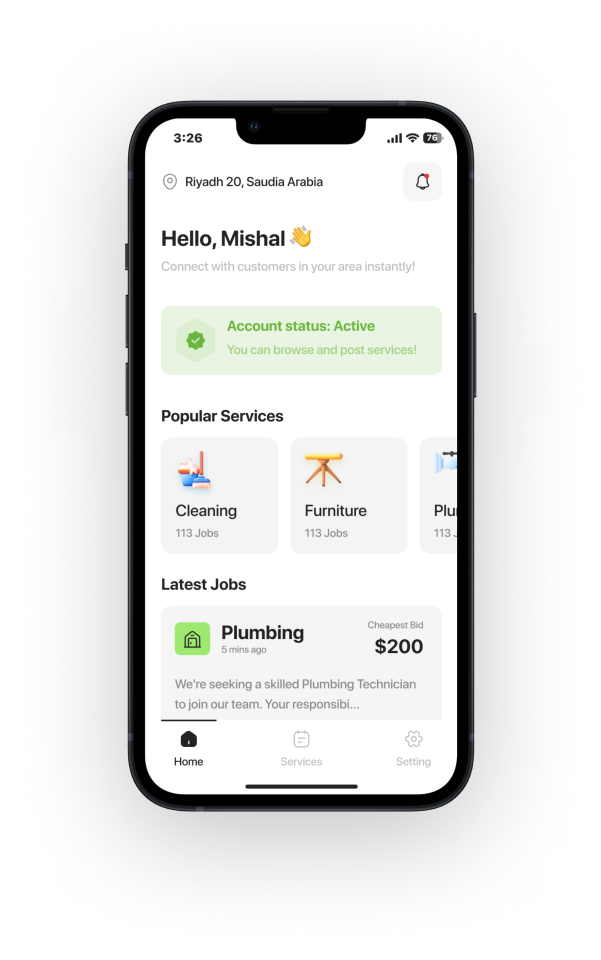 3:26
76
Riyadh 20, Saudia Arabia
Hello, Mishal 👋
Connect with customers in your area instantly!
Account status: Active
You can browse and post services!
Popular Services
Cleaning
113 Jobs
Furniture
113 Jobs
Plu
113 J
Latest Jobs
Plumbing
5 mins ago
Cheapest Bid
$200
We're seeking a skilled Plumbing Technician
to join our team. Your responsibi...
Home
Services
Setting